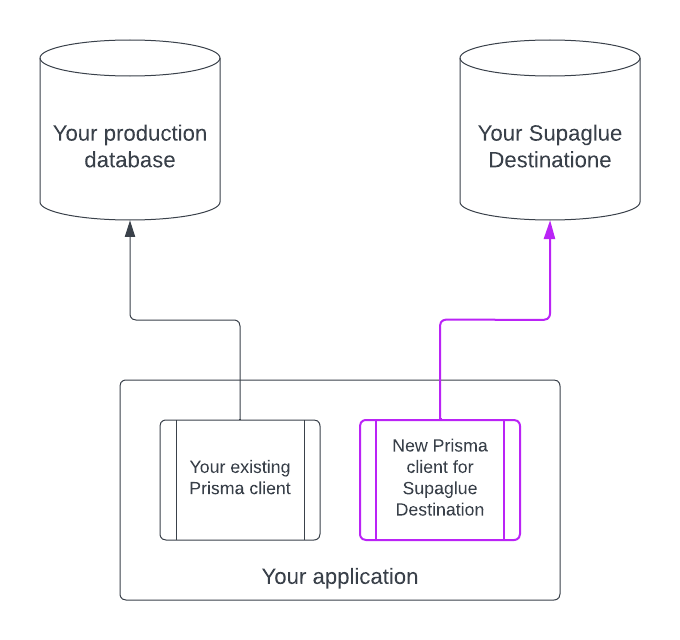 Your production
database
Your Supaglue
Destinatione
Your existing
Prisma client
New Prisma
client for
Supaglue
Destination
Your application